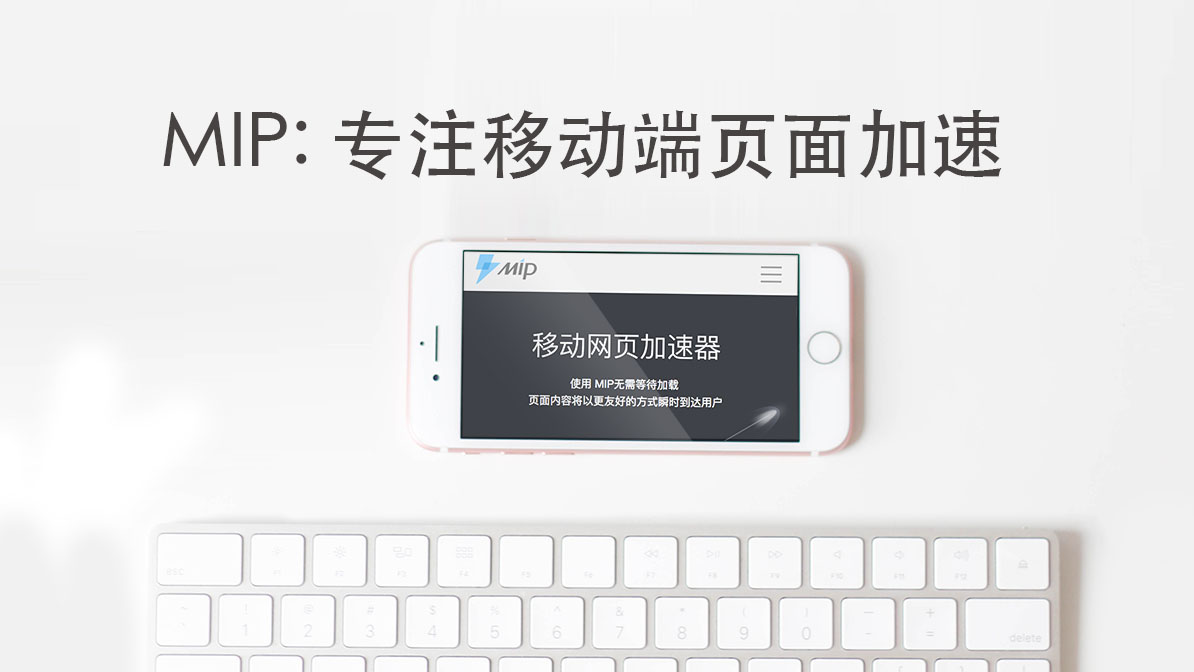 MIP: 专注移动端页面加速
MIP
移动网页加速器
使用 MIP无需等待加载
页面内容将以更友好的方式瞬时到达用户
esc F1 F2 F3 F4 F5 F6 F7 F8 F9 F10 F11 F12
~ ! @ # $ % ^ & * ( ) — +
` 1 2 3 4 5 6 7 8 9 0 - = delete